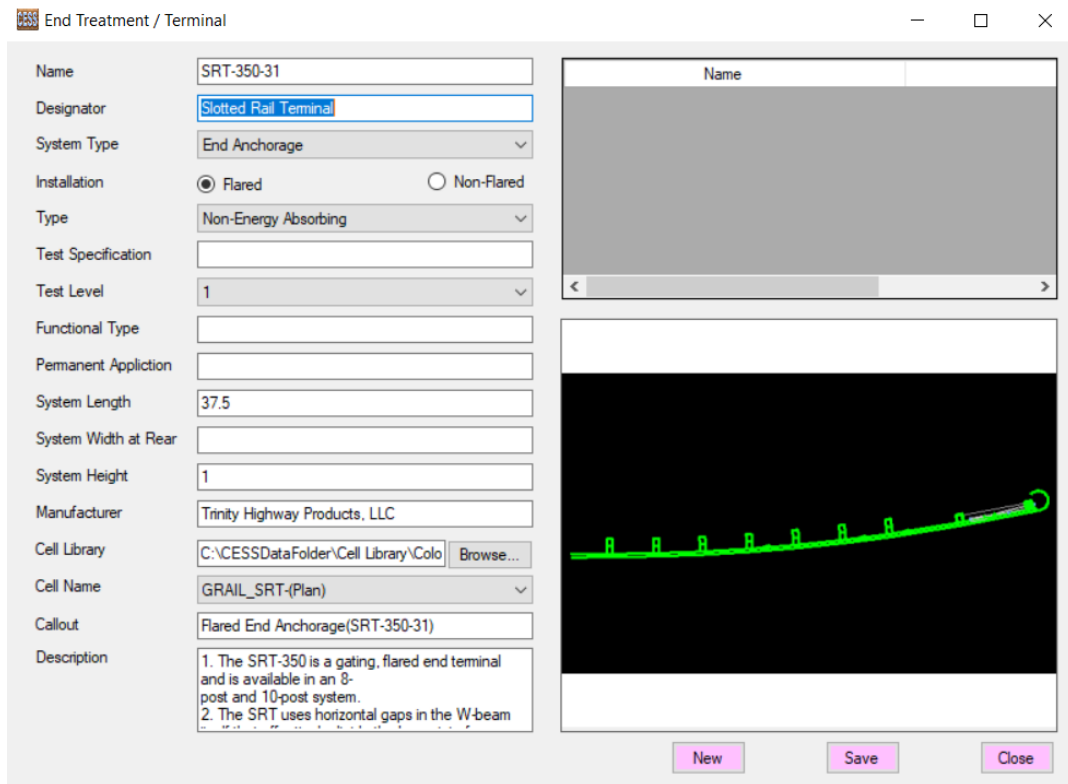 CESS End Treatment / Terminal
Name SRT-350-31
Designator Slotted Rail Terminal
System Type End Anchorage
Installation Flared Non-Flared
Type Non-Energy Absorbing
Test Specification
Test Level 1
Functional Type
Permanent Appliction
System Length 37.5
System Width at Rear
System Height 1
Manufacturer Trinity Highway Products, LLC
Cell Library C:\CESSDataFolder\Cell Library\Colo Browse...
Cell Name GRAIL_SRT-(Plan)
Callout Flared End Anchorage(SRT-350-31)
Description 1. The SRT-350 is a gating, flared end terminal
and is available in an 8-
post and 10-post system.
2. The SRT uses horizontal gaps in the W-beam
Name
New Save Close